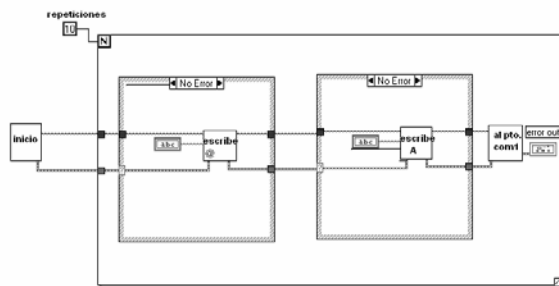 repeticiones
10
N
No Error
No Error
inicio
Abc
escribe
@
Abc
escribe
A
al pto.
com1
error out